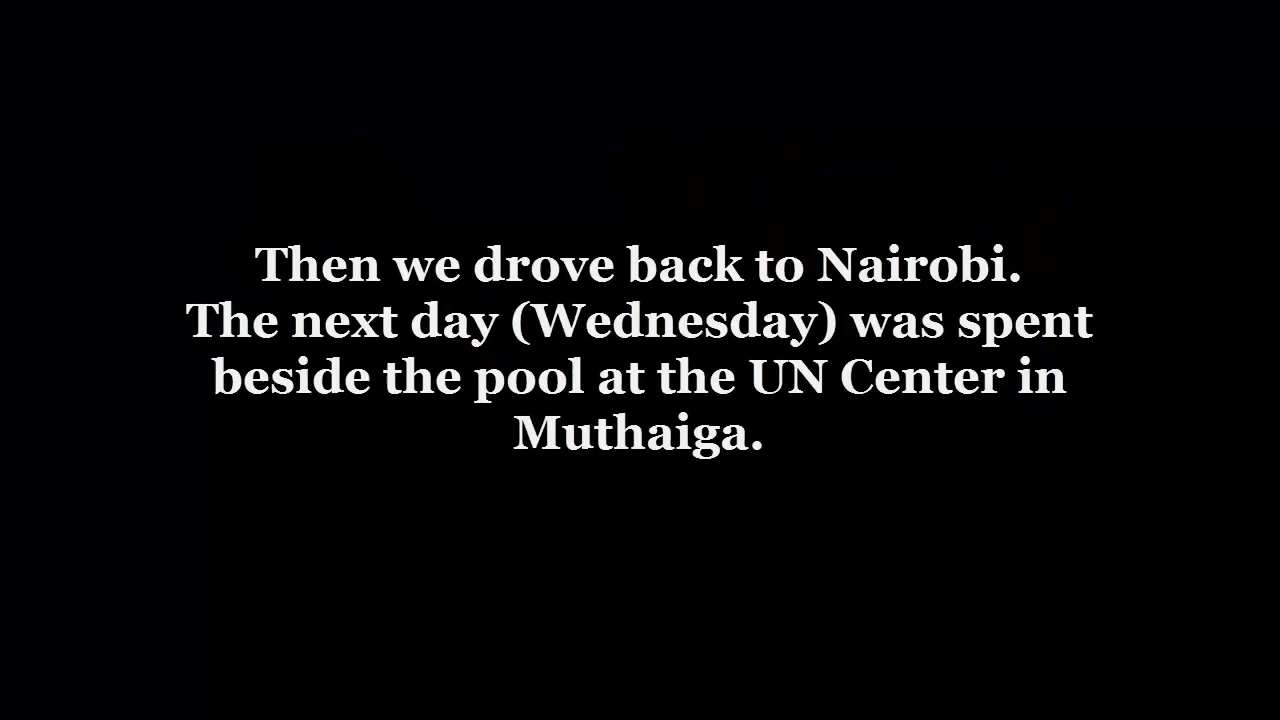 Then we drove back to Nairobi.
The next day (Wednesday) was spent
beside the pool at the UN Center in
Muthaiga.